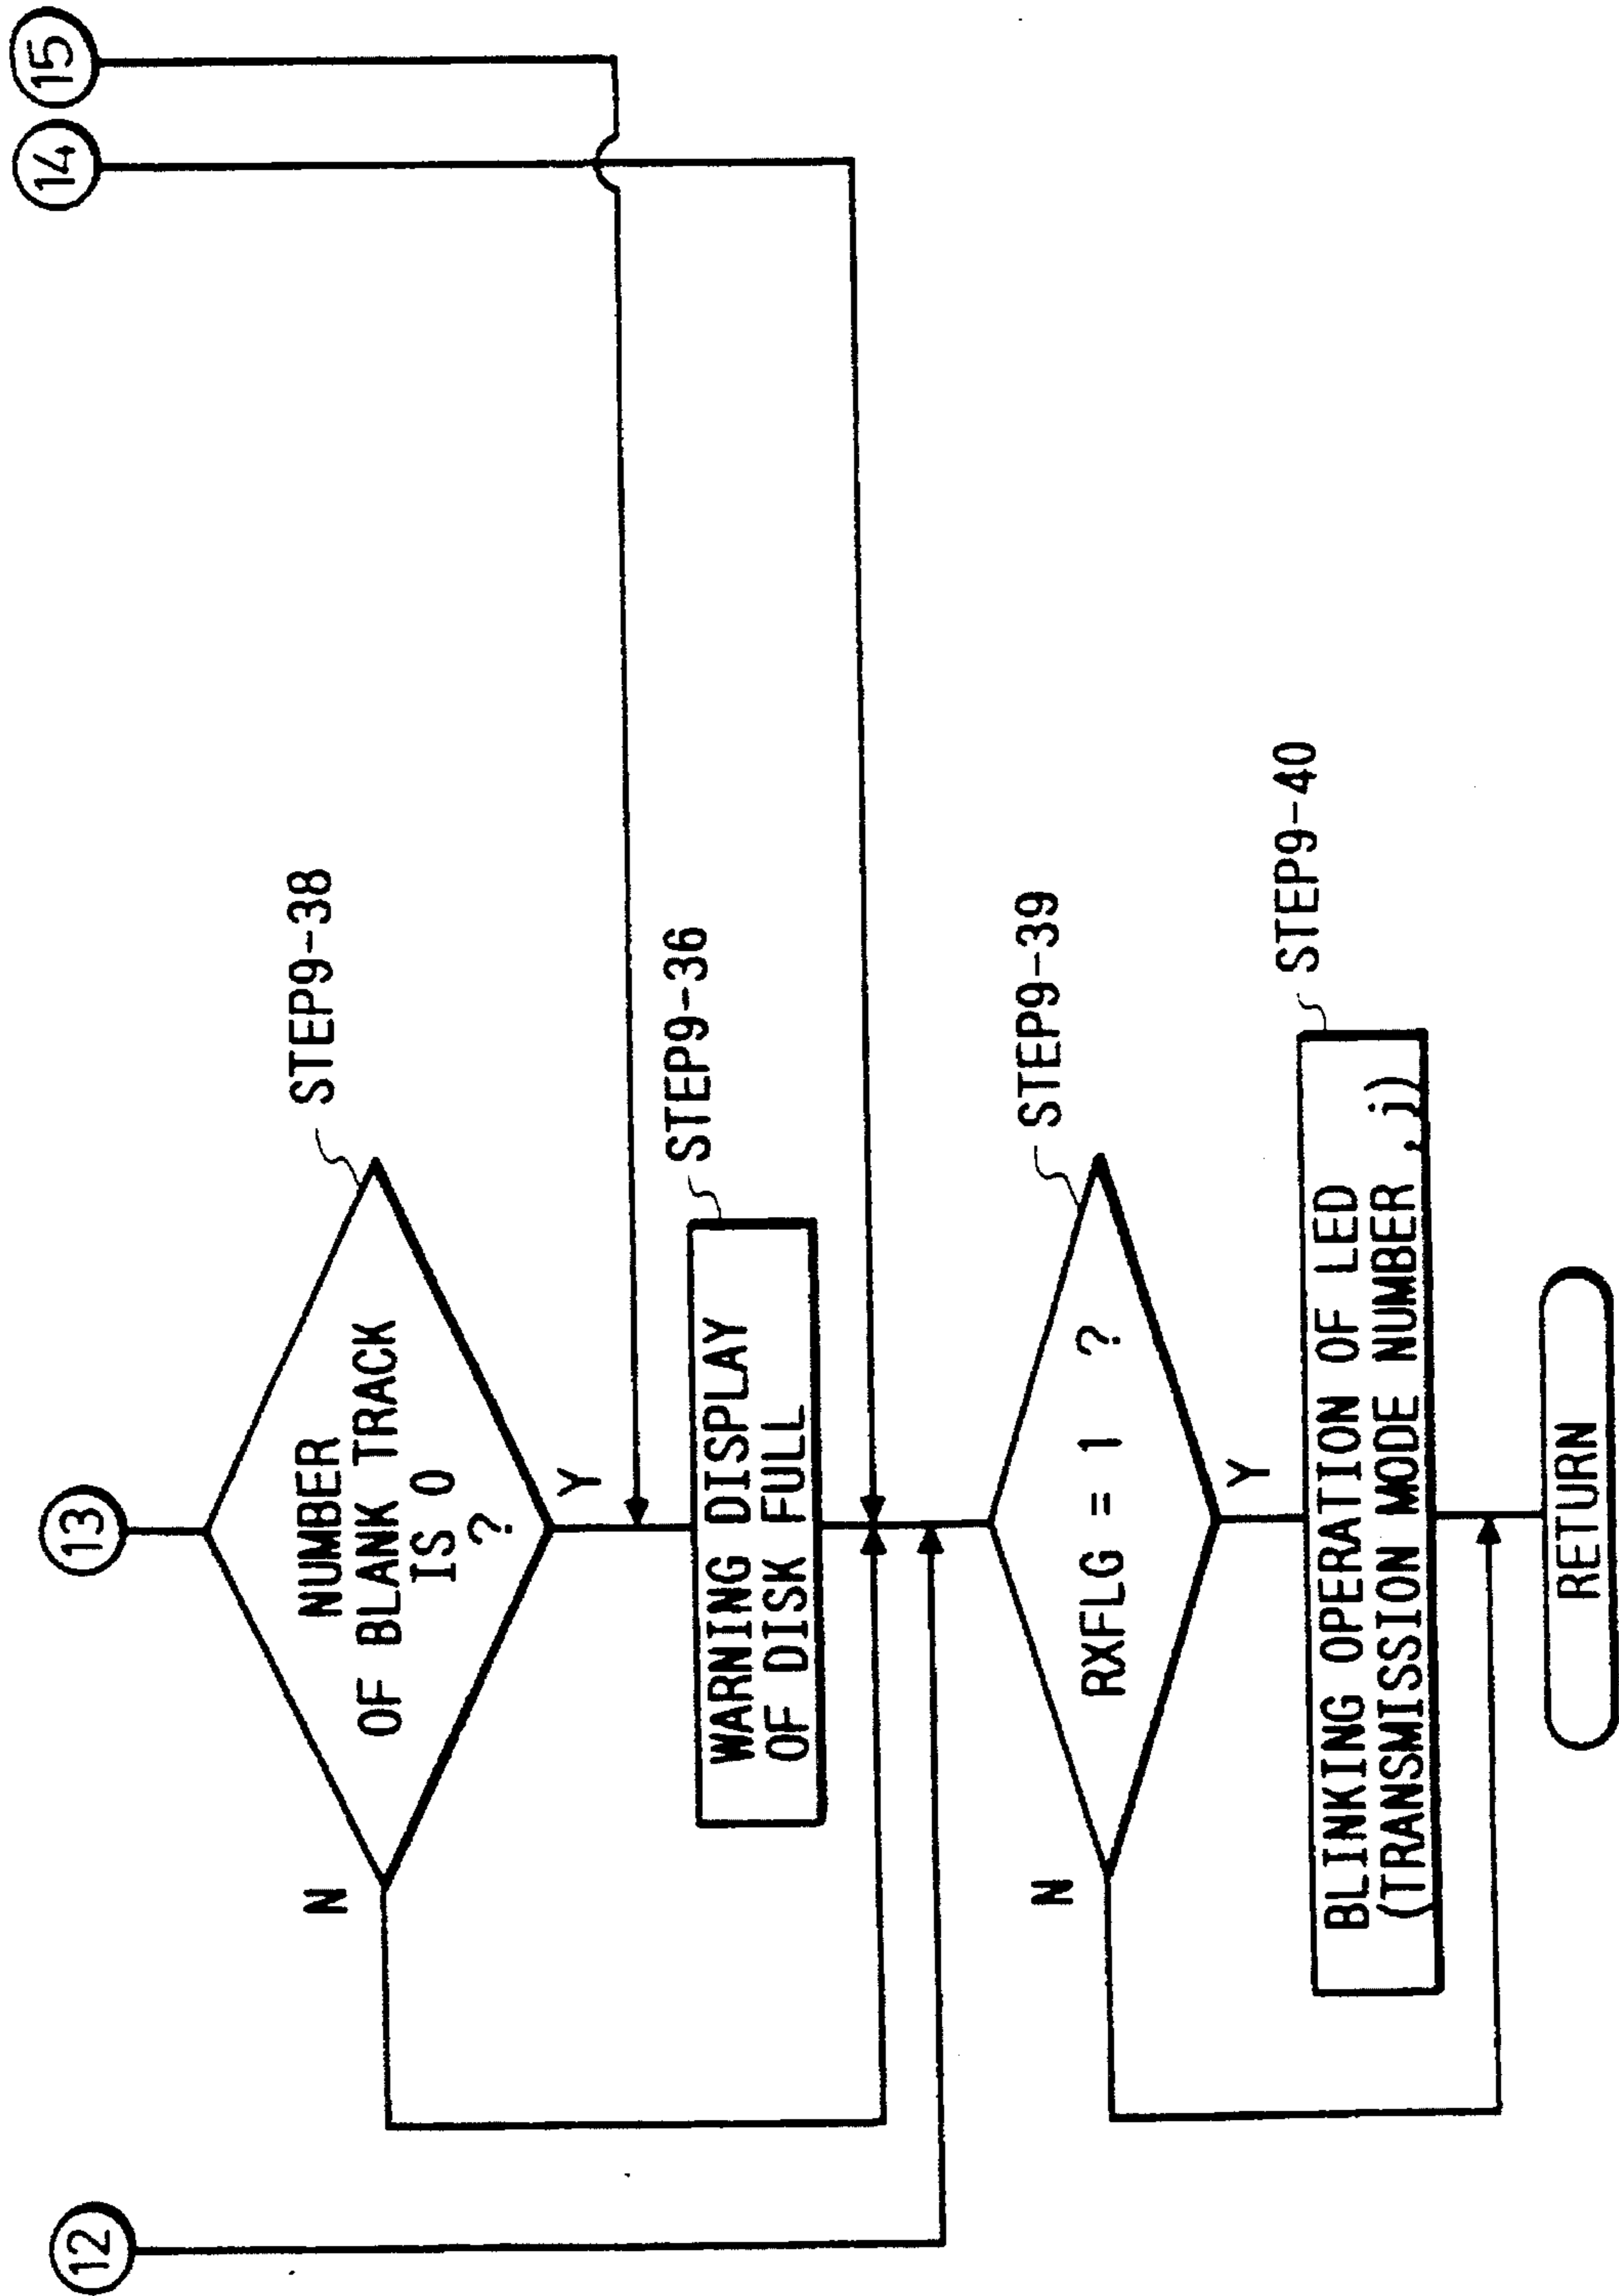 12
13
14
15
STEP9-38
NUMBER
OF BLANK TRACK
IS 0
?
N
Y
STEP9-36
WARNING DISPLAY
OF DISK FULL
STEP9-39
RXFLG = 1 ?
N
Y
STEP9-40
BLINKING OPERATION OF LED
(TRANSMISSION MODE NUMBER , j)
RETURN